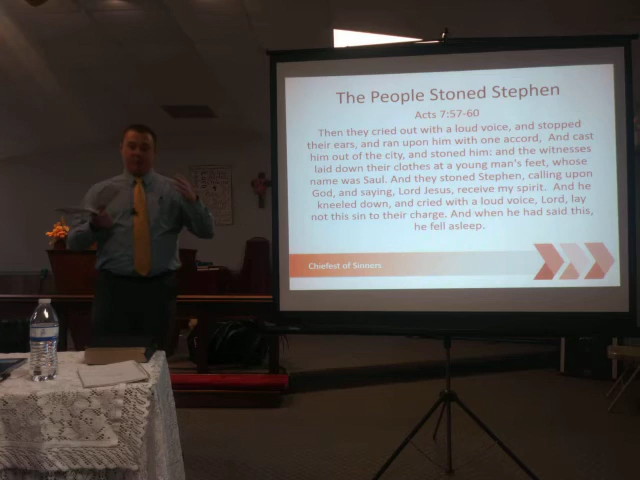 The People Stoned Stephen
Acts 7:57-60
Then they cried out with a loud voice, and stopped
their ears, and ran upon him with one accord, And cast
him out of the city, and stoned him: and the witnesses
laid down their clothes at a young man's feet, whose
name was Saul. And they stoned Stephen, calling upon
God, and saying, Lord Jesus, receive my spirit. And he
kneeled down, and cried with a loud voice, Lord, lay
not this sin to their charge. And when he had said this,
he fell asleep.
Chiefest of Sinners